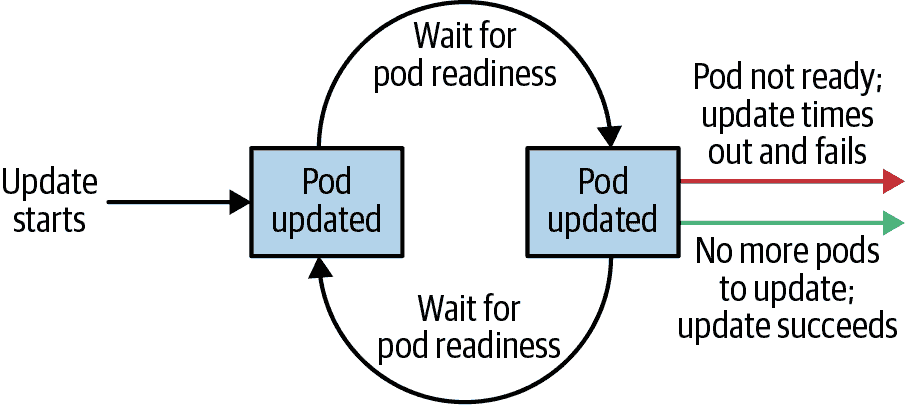 Update
starts
Pod
updated
Wait for
pod readiness
Pod
updated
Wait for
pod readiness
Pod not ready;
update times
out and fails
No more pods
to update;
update succeeds